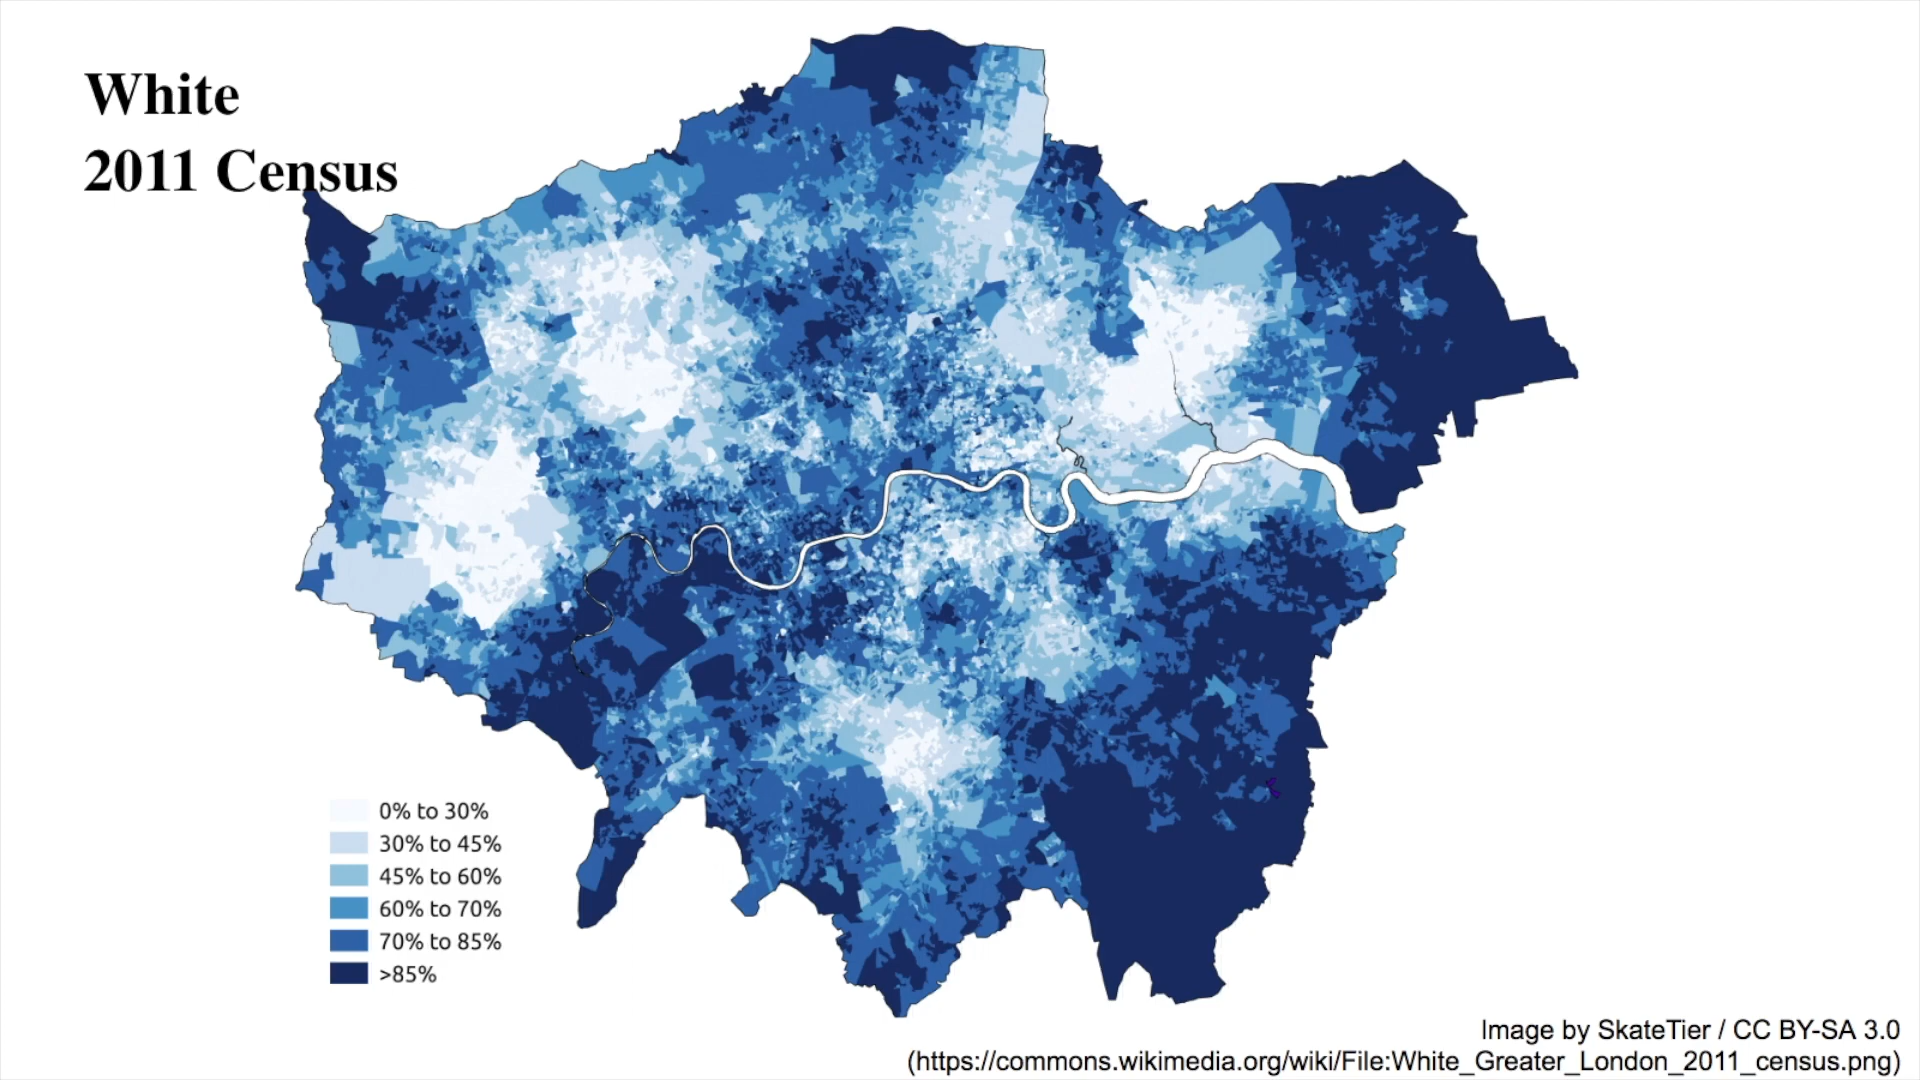 White
2011 Census
0% to 30%
30% to 45%
45% to 60%
60% to 70%
70% to 85%
>85%
Image by SkateTier / CC BY-SA 3.0
(https://commons.wikimedia.org/wiki/File:White_Greater_London_2011_census.png)